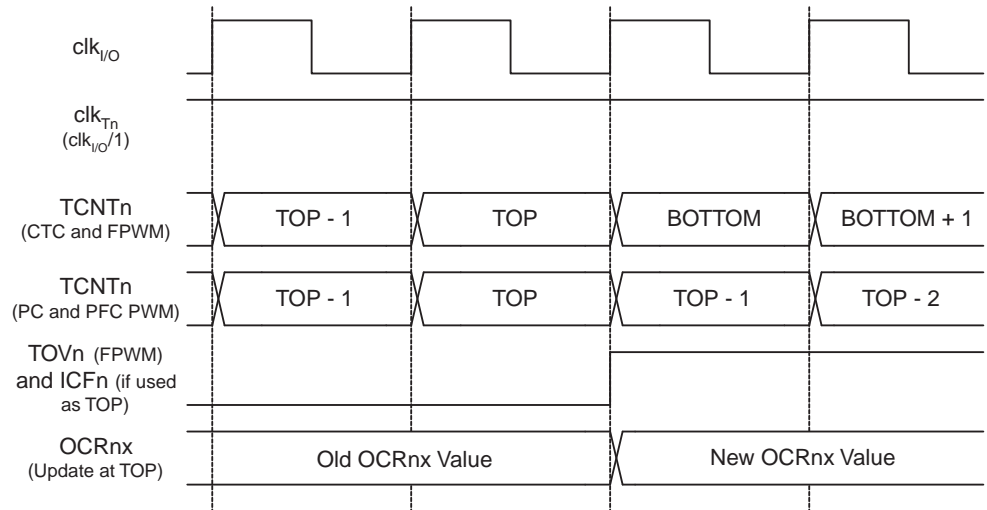 clkI/O
clkTn
(clkI/O/1)
TCNTn
(CTC and FPWM)
TOP - 1
TOP
BOTTOM
BOTTOM + 1
TCNTn
(PC and PFC PWM)
TOP - 1
TOP
TOP - 1
TOP - 2
TOVn (FPWM)
and ICFn (if used
as TOP)
OCRnx
(Update at TOP)
Old OCRnx Value
New OCRnx Value